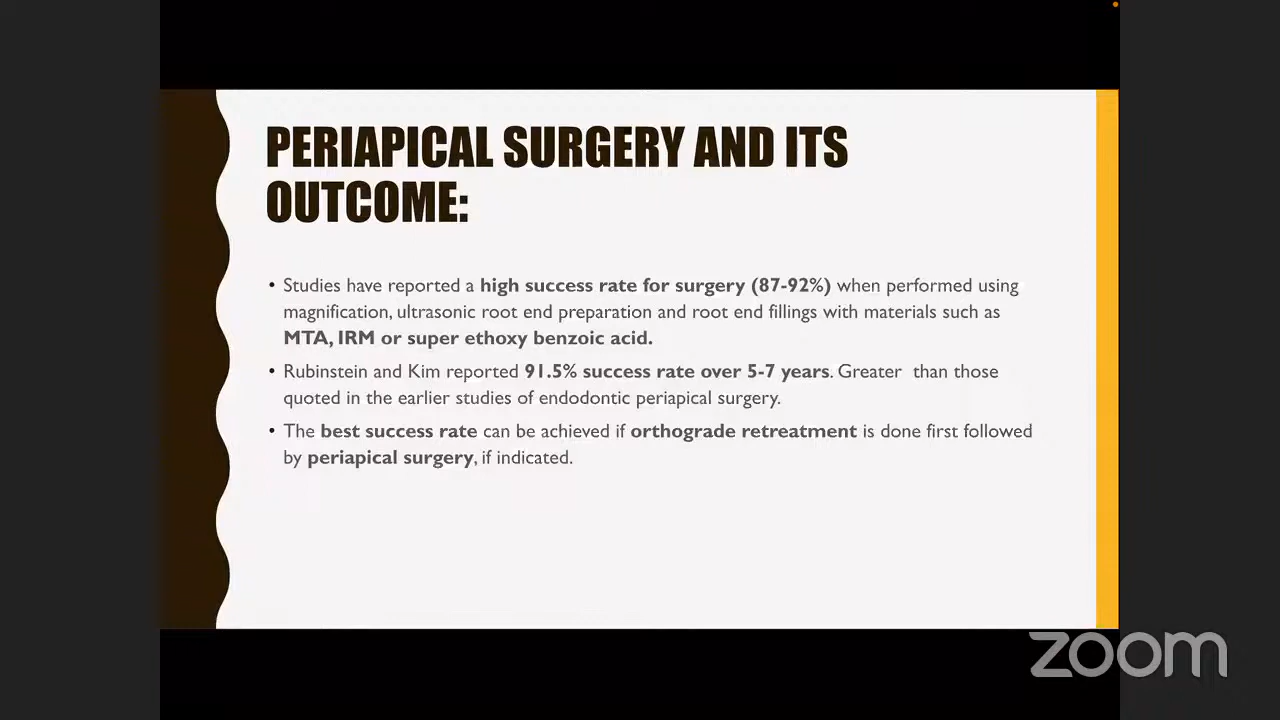 PERIAPICAL SURGERY AND ITS
OUTCOME:
• Studies have reported a high success rate for surgery (87-92%) when performed using
magnification, ultrasonic root end preparation and root end fillings with materials such as
MTA, IRM or super ethoxy benzoic acid.
• Rubinstein and Kim reported 91.5% success rate over 5-7 years. Greater  than those
quoted in the earlier studies of endodontic periapical surgery.
• The best success rate can be achieved if orthograde retreatment is done first followed
by periapical surgery, if indicated.
zoom